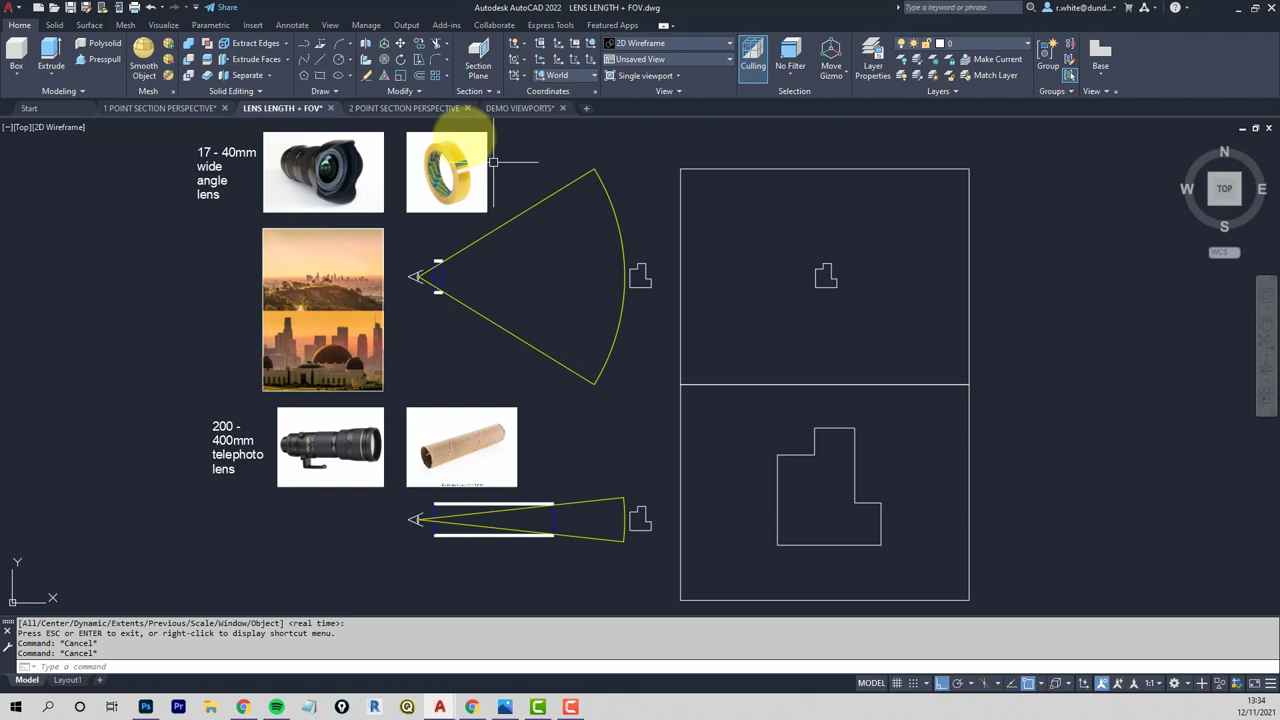 Share
Autodesk AutoCAD 2022 LENS LENGTH + FOV.dwg
Type a keyword or phrase
r.white@dund...
Home Solid Surface Mesh Visualize Parametric Insert Annotate View Manage Output Add-ins Collaborate Express Tools Featured Apps
Box
Extrude
Polysolid
Presspull
Smooth
Object
Extrude Edges
Extrude Faces
Separate
Section
Plane
World
2D Wireframe
Unsaved View
Single viewport
Culling
No Filter
Move
Gizmo
Layer
Properties
0
Make Current
Match Layer
Group
Base
Modeling Mesh Solid Editing Draw Modify Section Coordinates View Selection Layers Groups View
Start 1 POINT SECTION PERSPECTIVE* LENS LENGTH + FOV* 2 POINT SECTION PERSPECTIVE DEMO VIEWPORTS*
[−][Top][2D Wireframe]
17 - 40mm
wide
angle
lens
200 -
400mm
telephoto
lens
N
W TOP E
S
WCS
Y
X
[All/Center/Dynamic/Extents/Previous/Scale/Window/Object] <real time>:
Press ESC or ENTER to exit, or right-click to display shortcut menu.
Command: *Cancel*
Command: *Cancel*
Type a command
Model Layout1
MODEL
1:1
13:34
12/11/2021